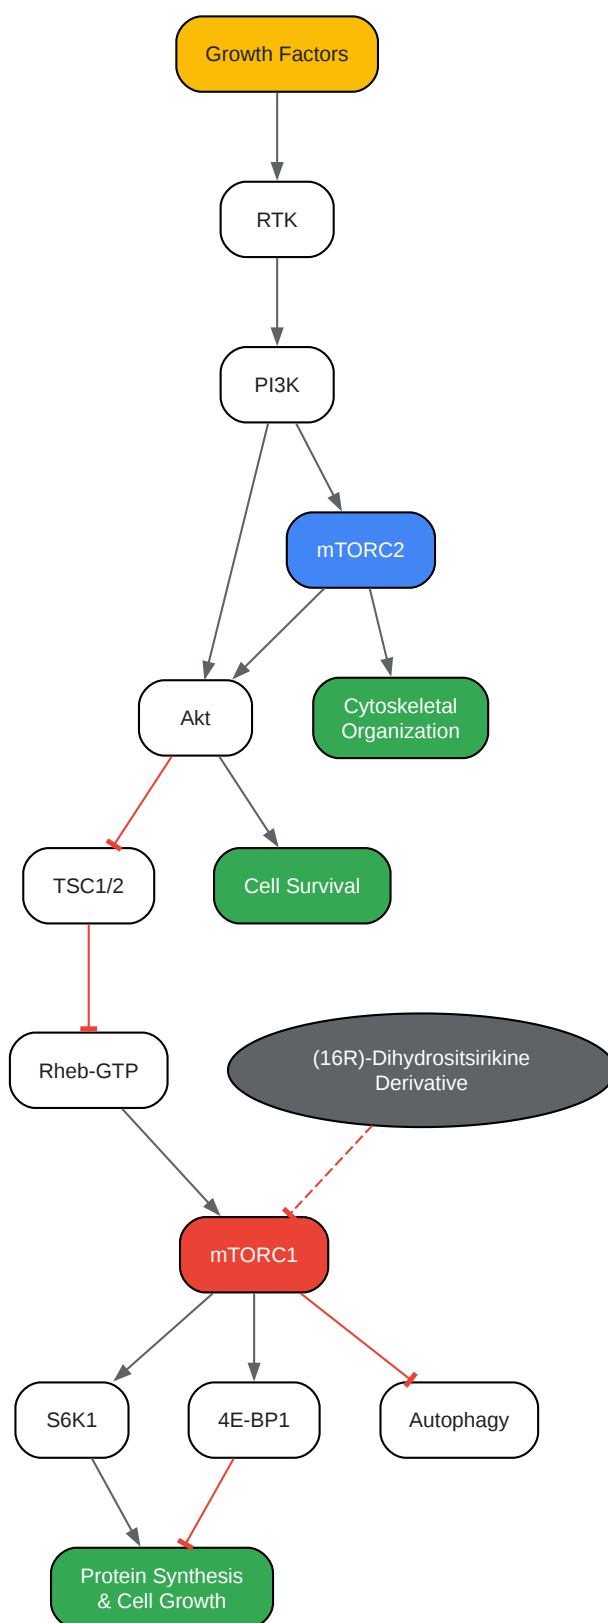 Growth Factors
RTK
PI3K
mTORC2
Akt
Cytoskeletal
Organization
TSC1/2
Cell Survival
Rheb-GTP
(16R)-Dihydrositsirikine
Derivative
mTORC1
S6K1
4E-BP1
Autophagy
Protein Synthesis
& Cell Growth